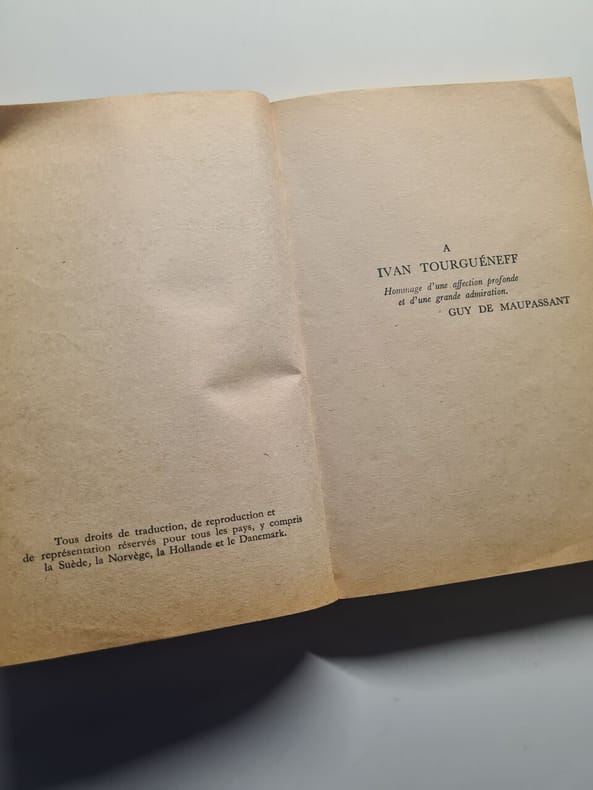 Tous droits de traduction, de reproduction et
de représentation réservés pour tous les pays, y compris
la Suède, la Norvège, la Hollande et le Danemark.
A
IVAN TOURGUÉNEFF
Hommage d'une affection profonde
et d'une grande admiration.
GUY DE MAUPASSANT